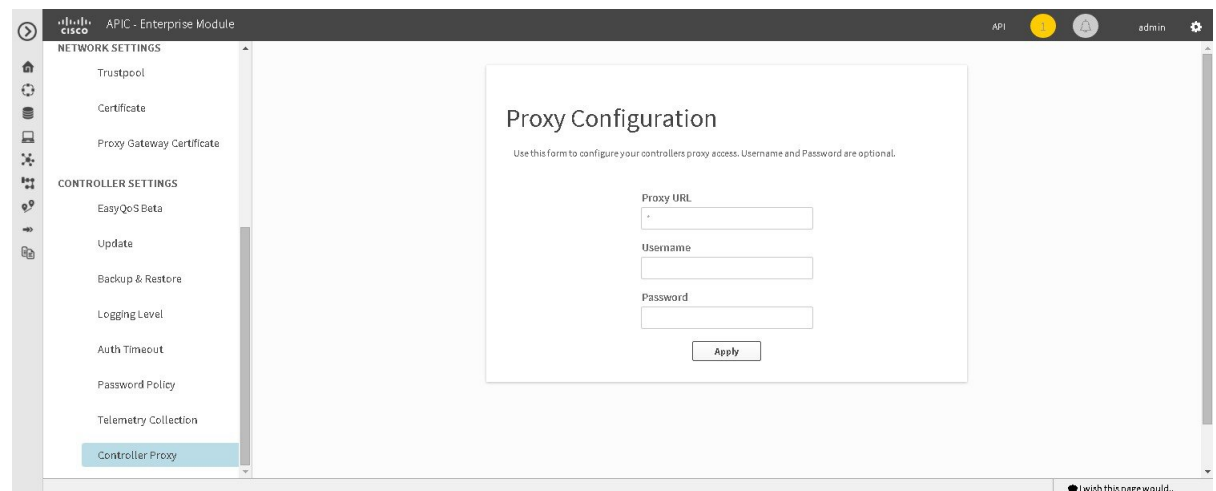 CISCO APIC - Enterprise Module
API
1
admin
NETWORK SETTINGS
Trustpool
Certificate
Proxy Gateway Certificate
CONTROLLER SETTINGS
EasyQoS Beta
Update
Backup & Restore
Logging Level
Auth Timeout
Password Policy
Telemetry Collection
Controller Proxy
Proxy Configuration
Use this form to configure your controllers proxy access. Username and Password are optional.
Proxy URL
*
Username
Password
Apply
I wish this page would..